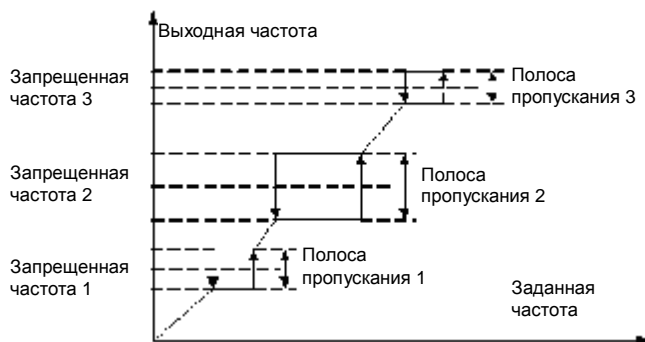 Выходная частота
Запрещенная
частота 3
Полоса
пропускания 3
Запрещенная
частота 2
Полоса
пропускания 2
Запрещенная
частота 1
Полоса
пропускания 1
Заданная
частота